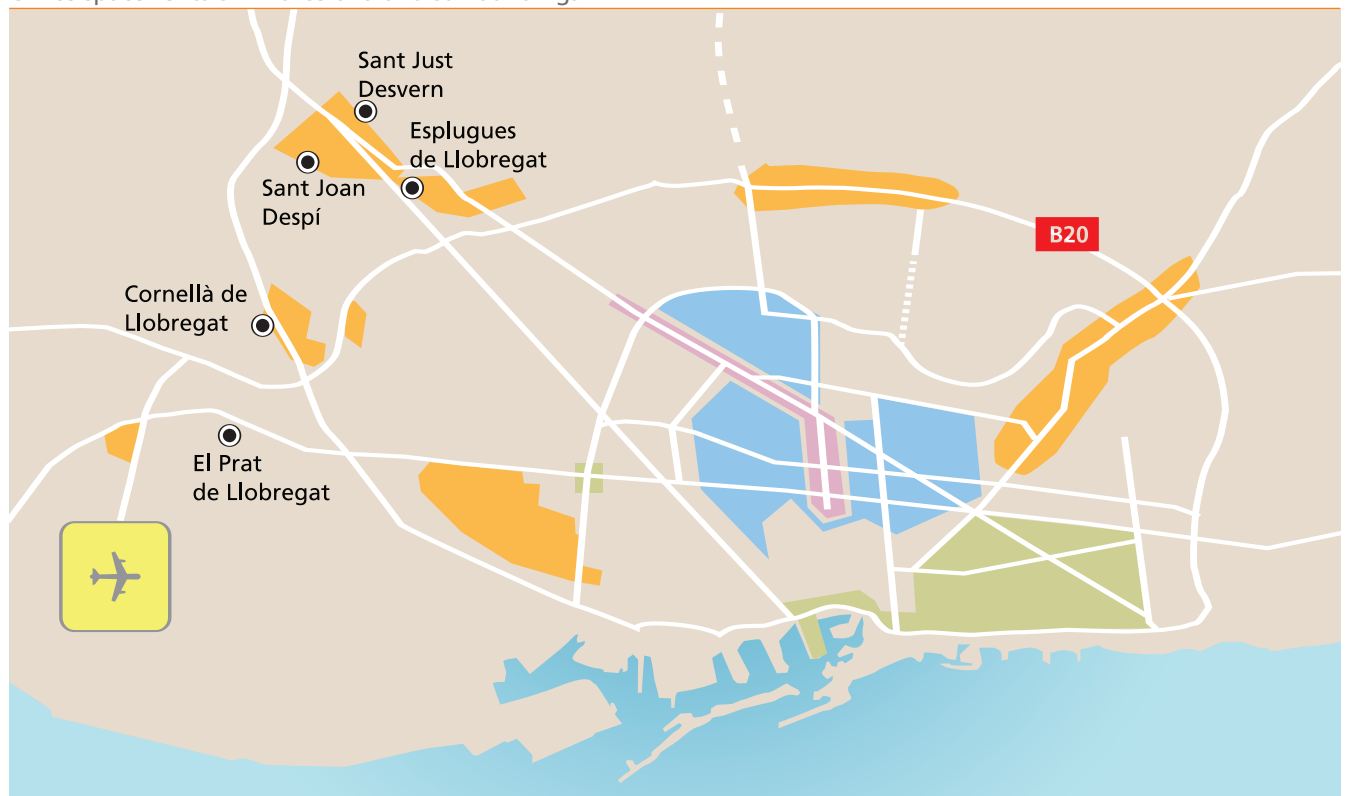 Sant Just
Desvern
Esplugues
de Llobregat
Sant Joan
Despí
B20
Cornellà de
Llobregat
El Prat
de Llobregat